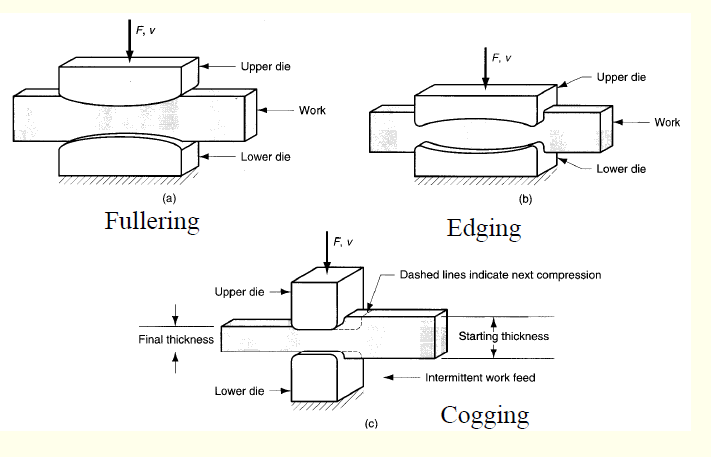 F, v
Upper die
Work
Lower die
(a)
Fullering
F, v
Upper die
Work
Lower die
(b)
Edging
F, v
Dashed lines indicate next compression
Upper die
Final thickness
Starting thickness
Intermittent work feed
Lower die
(c)
Cogging